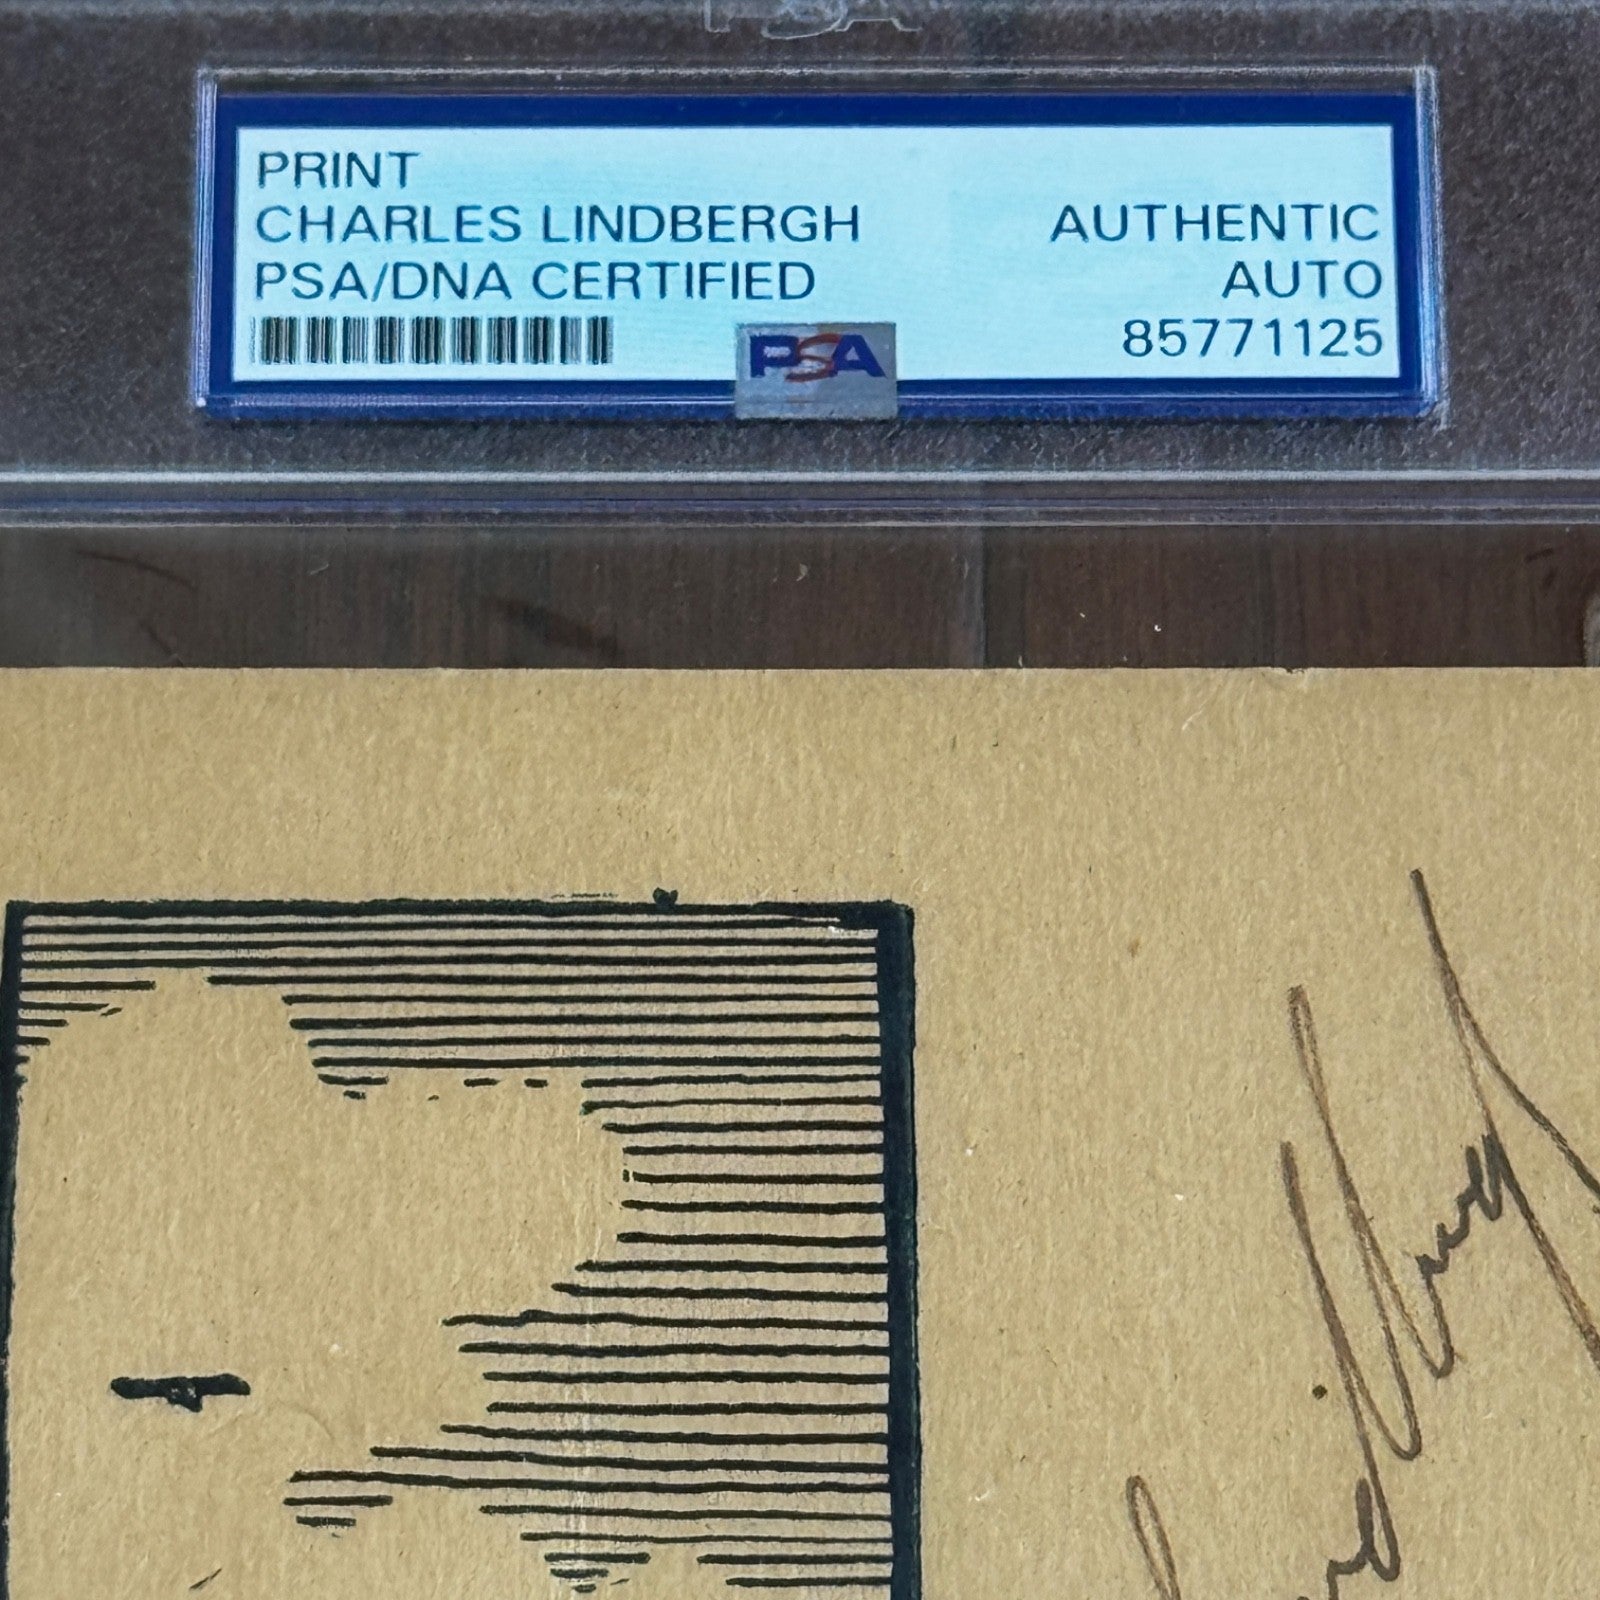 PRINT
CHARLES LINDBERGH
PSA/DNA CERTIFIED
AUTHENTIC
AUTO
85771125
PSA